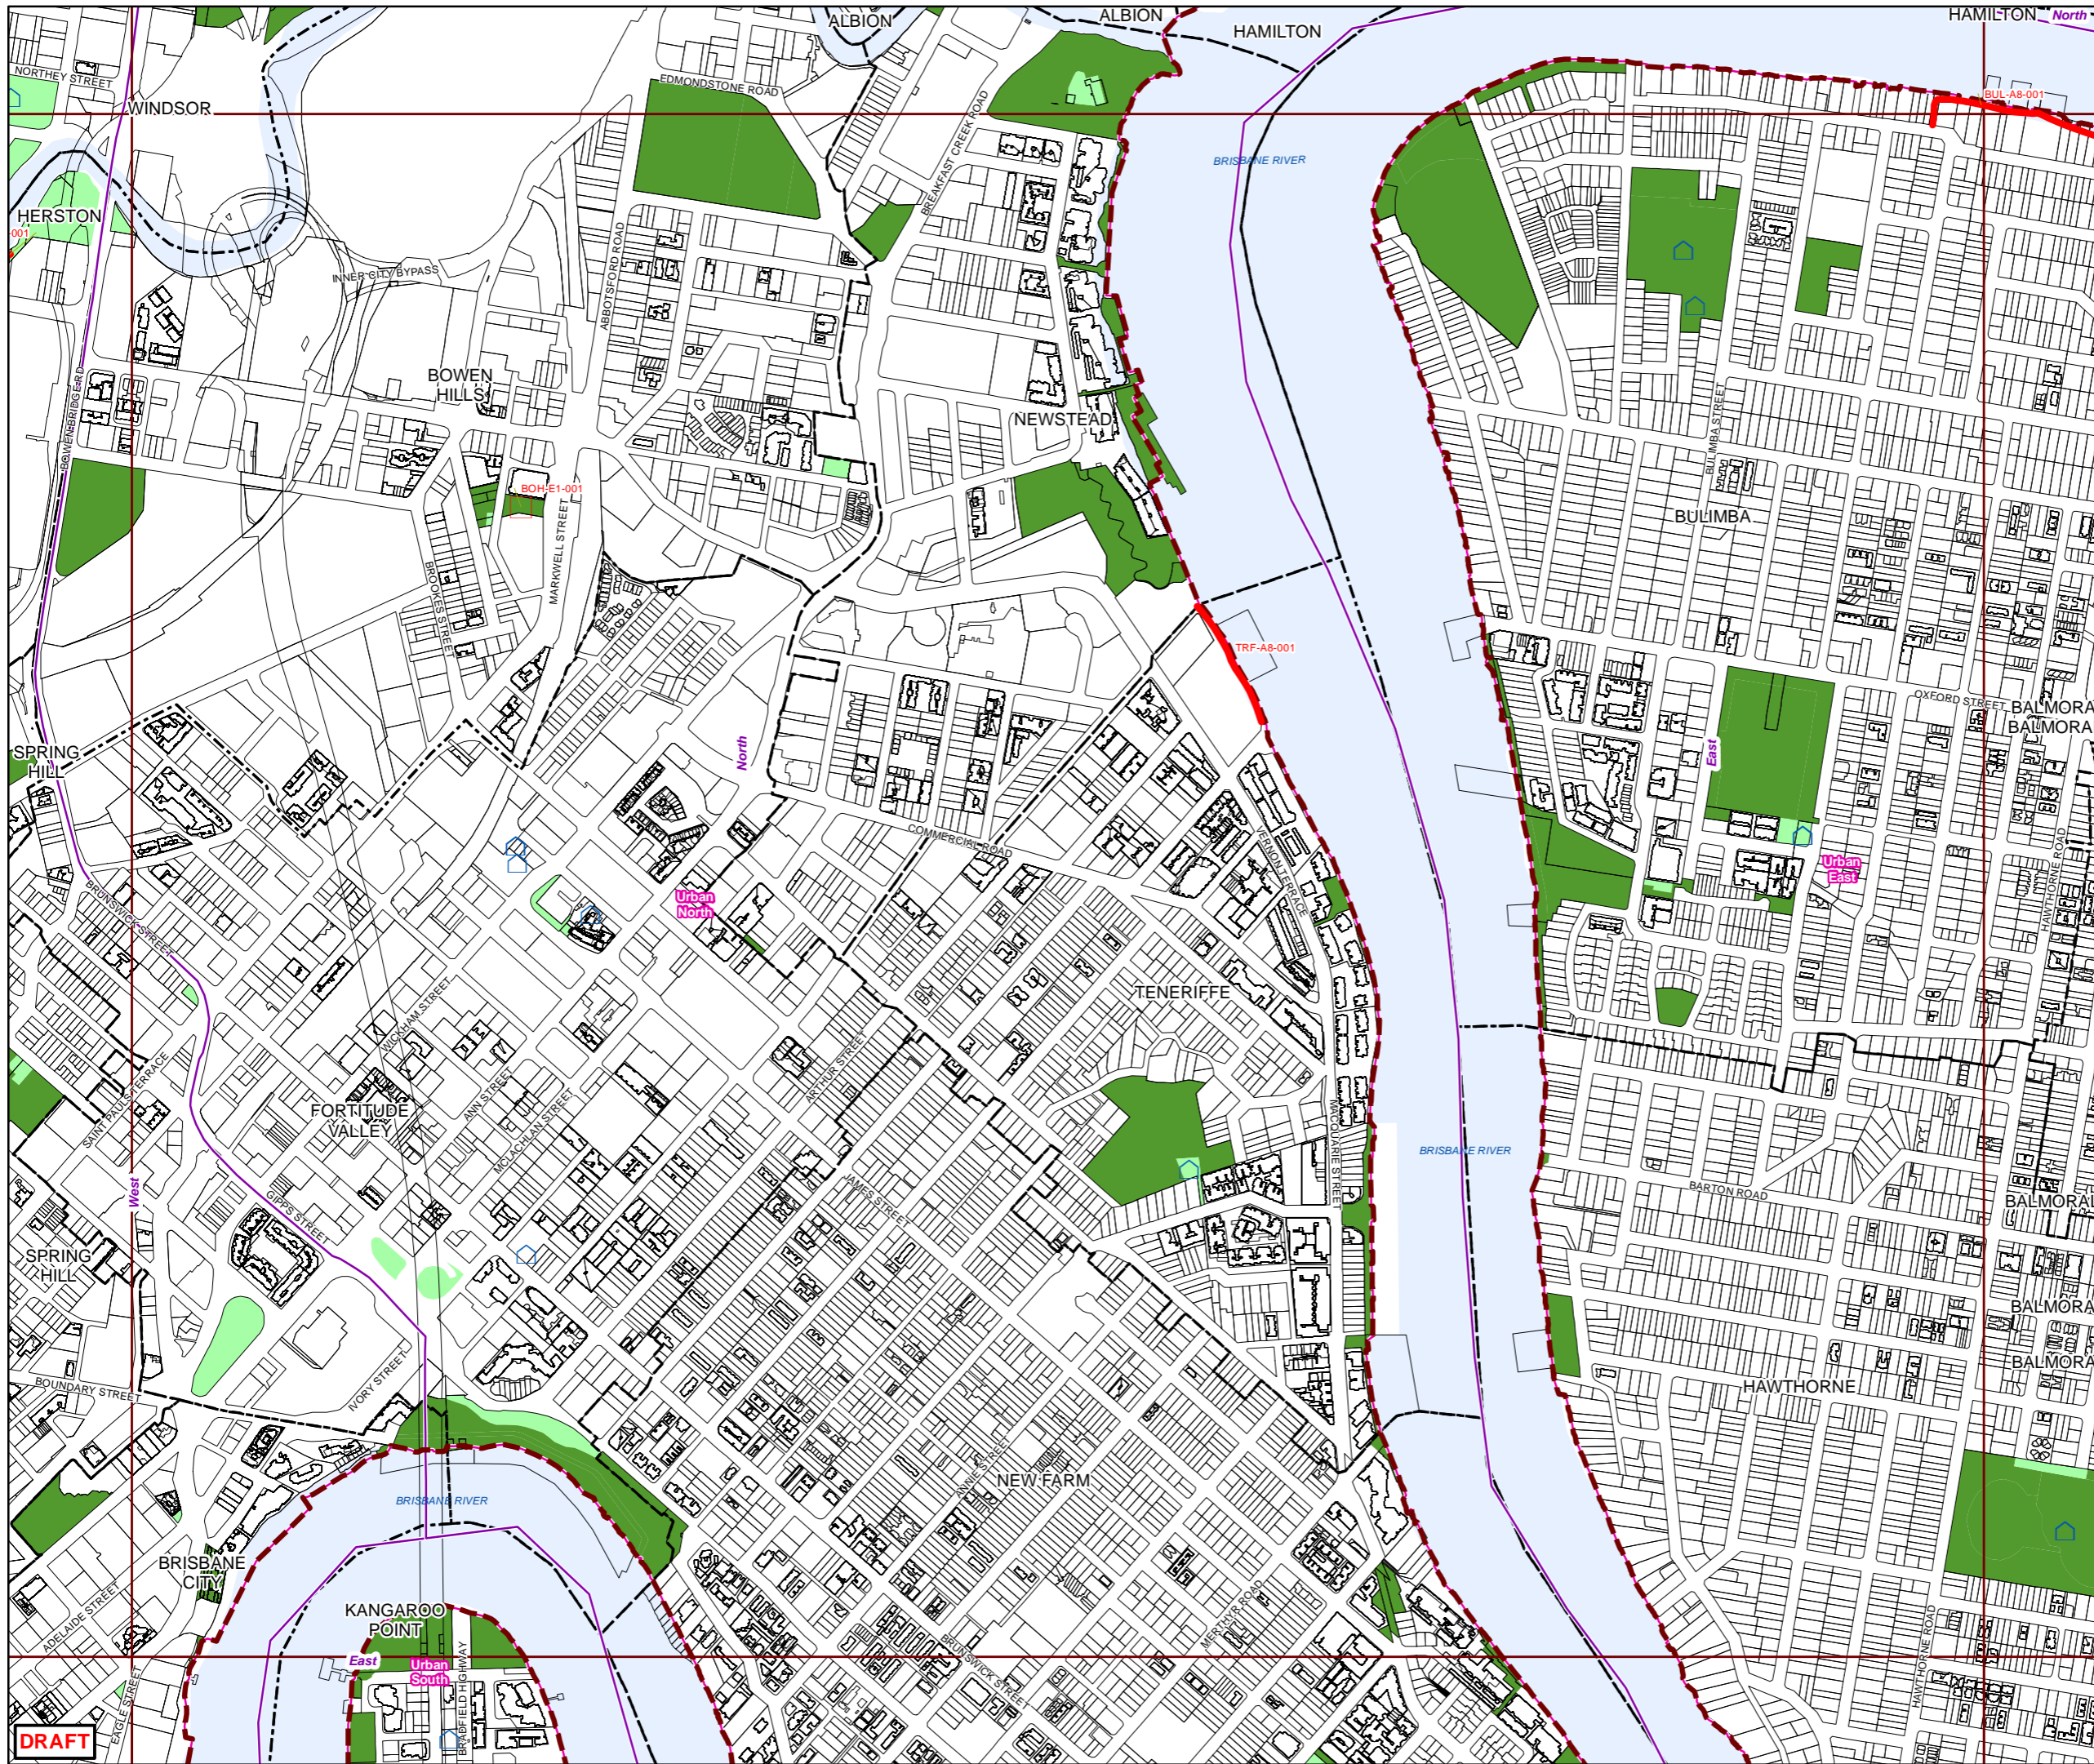 ALBION
ALBION
HAMILTON
HAMILTON
North
NORTHEY STREET
WINDSOR
EDMONDSTONE ROAD
BUL-A8-001
BREAKFAST CREEK ROAD
BRISBANE RIVER
HERSTON
-001
INNER CITY BYPASS
ABBOTSFORD ROAD
BOWEN
HILLS
BOWEN BRIDGE RD
NEWSTEAD
BULIMBA STREET
BOH-E1-001
MARKWELL STREET
BULIMBA
BROOKES STREET
TRF-A8-001
OXFORD STREET
BALMORA
BALMORA
SPRING
HILL
North
East
COMMERCIAL ROAD
VERNON TERRACE
HAWTHORNE ROAD
Urban
East
Urban
North
BRUNSWICK STREET
TENERIFFE
WICKHAM STREET
ARTHUR STREET
SAINT PAULS TERRACE
ANN STREET
MCLACHLAN STREET
FORTITUDE
VALLEY
MACQUARIE STREET
BRISBANE RIVER
West
JAMES STREET
BARTON ROAD
BALMORAL
GIPPS STREET
SPRING
HILL
BALMORA
BALMORA
IVORY STREET
BOUNDARY STREET
HAWTHORNE
ANNIE STREET
NEW FARM
BRISBANE RIVER
BRISBANE
CITY
ADELAIDE STREET
KANGAROO
POINT
MERTHYR ROAD
HAWTHORNE ROAD
BRUNSWICK STREET
East
Urban
South
BRADFIELD HIGHWAY
EAGLE STREET
DRAFT